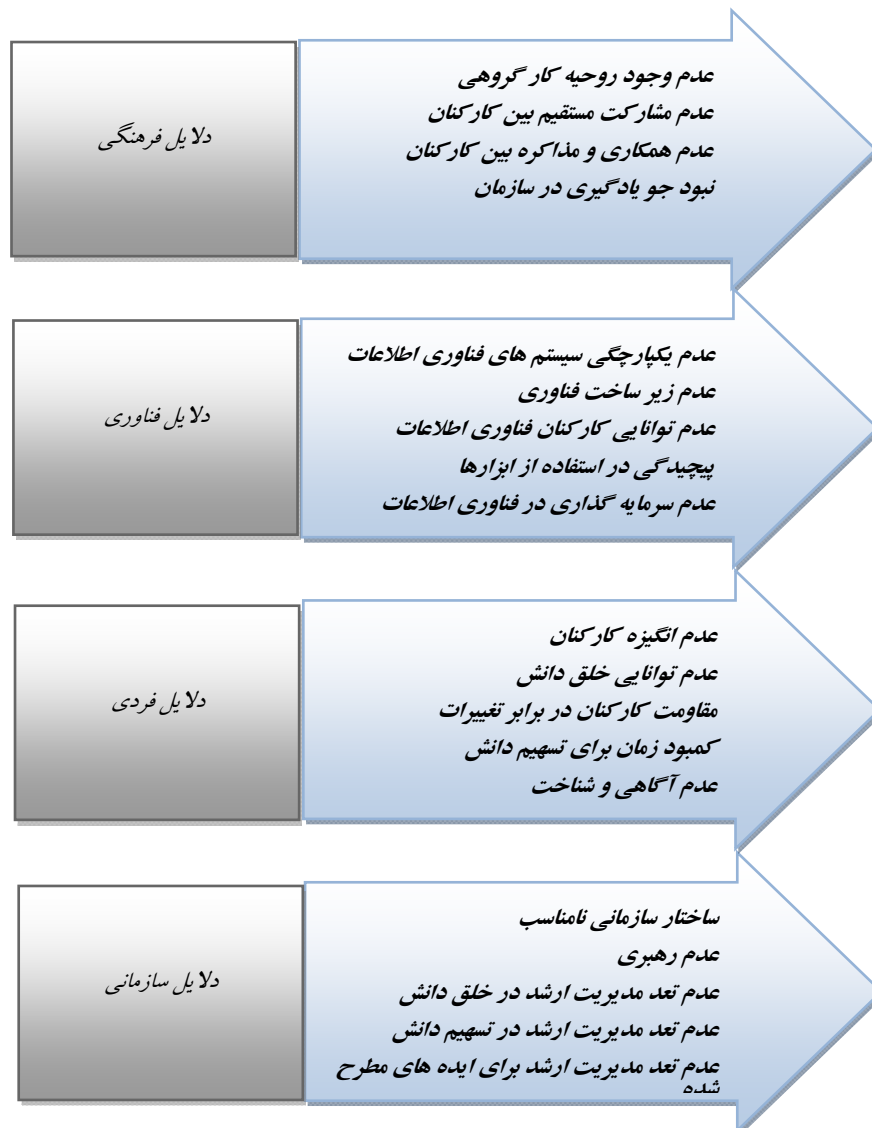 دلایل فرهنگی
عدم وجود روحیه کار گروهی
عدم مشارکت مستقیم بین کارکنان
عدم همکاری و مذاکره بین کارکنان
نبود جو یادگیری در سازمان
دلایل فناوری
عدم یکپارچگی سیستم های فناوری اطلاعات
عدم زیر ساخت فناوری
عدم توانایی کارکنان فناوری اطلاعات
پیچیدگی در استفاده از ابزارها
عدم سرمایه گذاری در فناوری اطلاعات
دلایل فردی
عدم انگیزه کارکنان
عدم توانایی خلق دانش
مقاومت کارکنان در برابر تغییرات
کمبود زمان برای تسهیم دانش
عدم آگاهی و شناخت
دلایل سازمانی
ساختار سازمانی نامناسب
عدم رهبری
عدم تعد مدیریت ارشد در خلق دانش
عدم تعد مدیریت ارشد در تسهیم دانش
عدم تعد مدیریت ارشد برای ایده های مطرح
شده